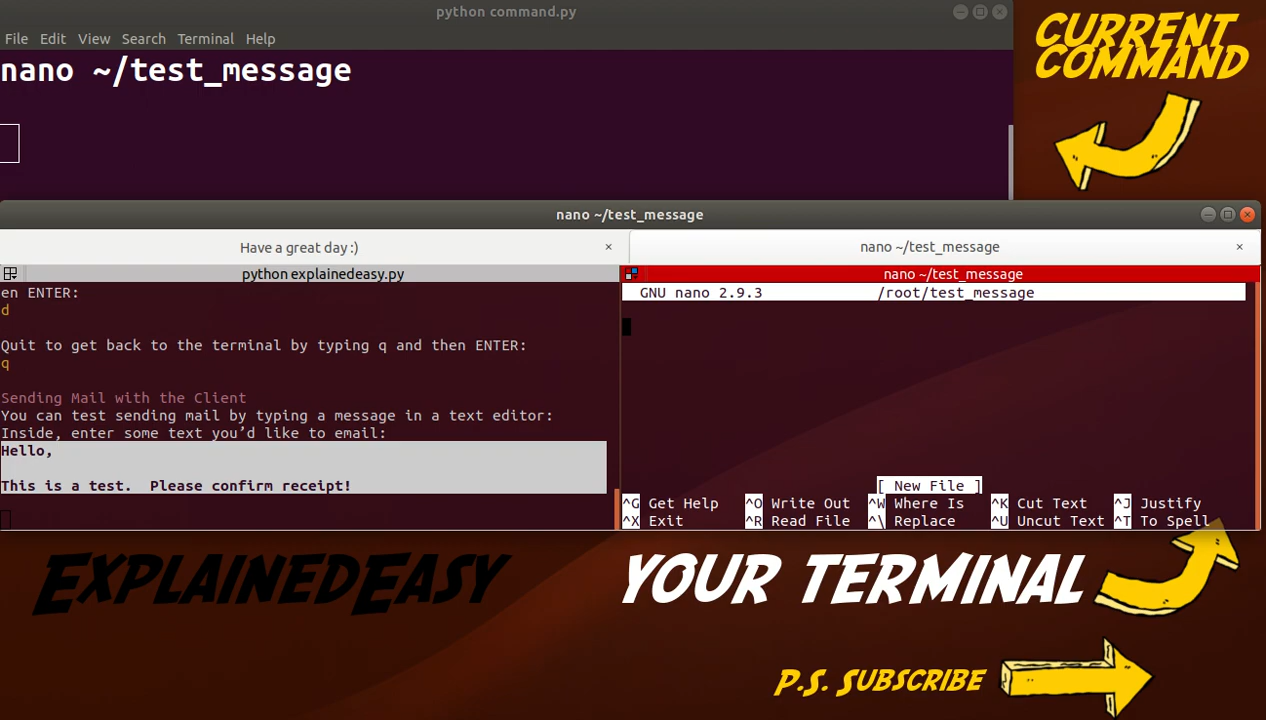 python command.py
File Edit View Search Terminal Help
nano ~/test_message
CURRENT
COMMAND
nano ~/test_message
Have a great day :) ×
nano ~/test_message ×
python explainedeasy.py
en ENTER:
d
Quit to get back to the terminal by typing q and then ENTER:
q
Sending Mail with the Client
You can test sending mail by typing a message in a text editor:
Inside, enter some text you’d like to email:
Hello,
This is a test.  Please confirm receipt!
nano ~/test_message
GNU nano 2.9.3 /root/test_message
[ New File ]
^G Get Help ^O Write Out ^W Where Is ^K Cut Text ^J Justify
^X Exit ^R Read File ^\ Replace ^U Uncut Text ^T To Spell
EXPLAINEDEASY
YOUR TERMINAL
P.S. SUBSCRIBE